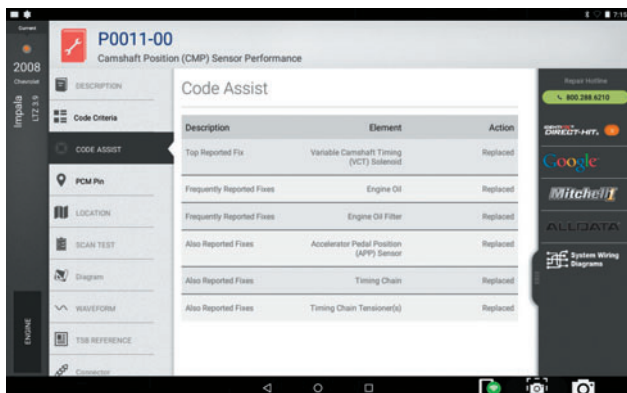 7:15
Current
2008
Chevrolet
Impala
LTZ 3.9
ENGINE
P0011-00
Camshaft Position (CMP) Sensor Performance
DESCRIPTION
Code Criteria
CODE ASSIST
PCM Pin
LOCATION
SCAN TEST
Diagram
WAVEFORM
TSB REFERENCE
Connector
Code Assist
Description Element Action
Top Reported Fix Variable Camshaft Timing (VCT) Solenoid Replaced
Frequently Reported Fixes Engine Oil Replaced
Frequently Reported Fixes Engine Oil Filter Replaced
Also Reported Fixes Accelerator Pedal Position (APP) Sensor Replaced
Also Reported Fixes Timing Chain Replaced
Also Reported Fixes Timing Chain Tensioner(s) Replaced
Repair Hotline
800.288.6210
DIRECT-HIT
Google
Mitchell1
ALLDATA
System Wiring
Diagrams